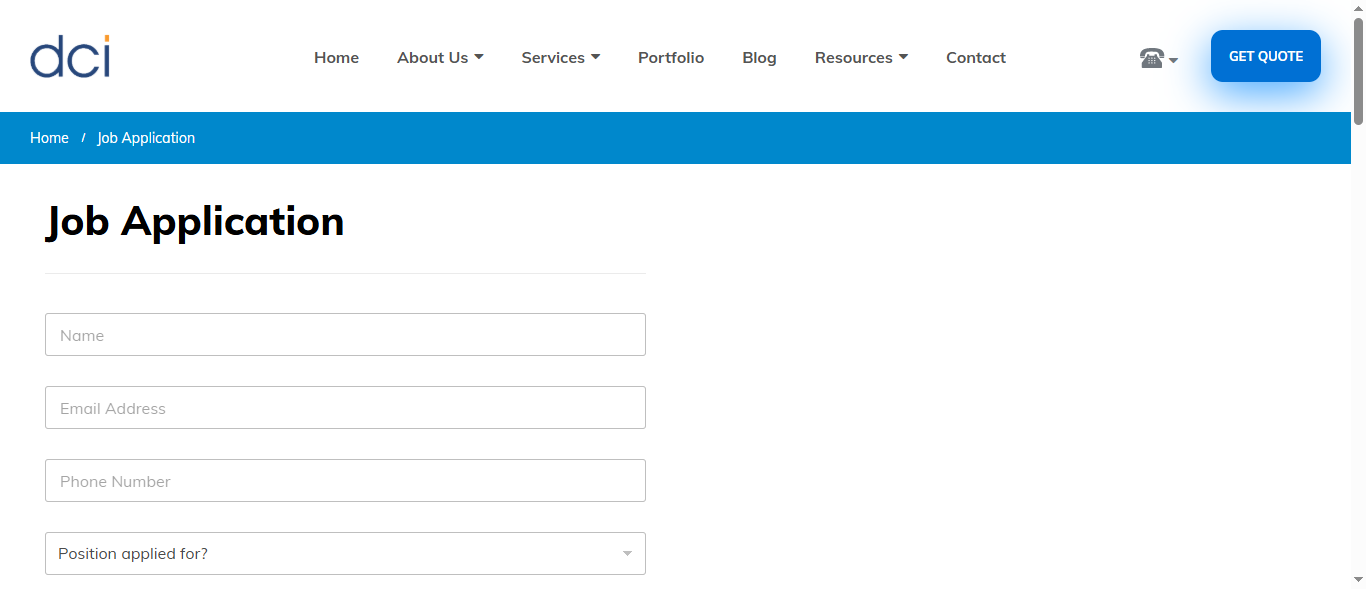 dci
Home About Us Services Portfolio Blog Resources Contact GET QUOTE
Home / Job Application
Job Application
Name
Email Address
Phone Number
Position applied for?